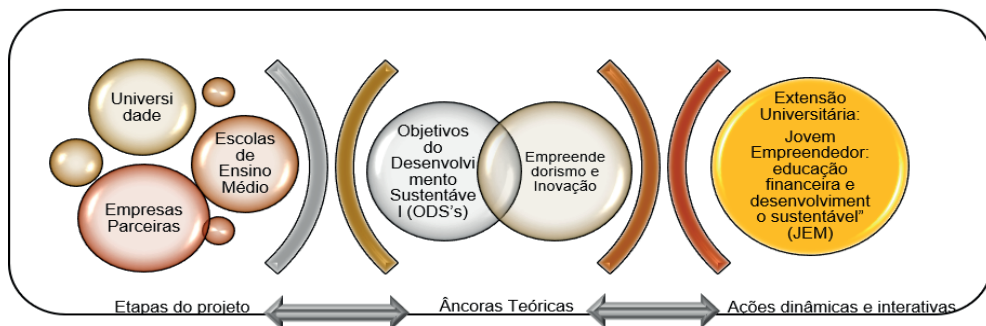 Universi
dade
Escolas
de
Ensino
Médio
Empresas
Parceiras
Objetivos
do
Desenvolvi
mento
Sustentáve
l (ODS's)
Empreende
dorismo e
Inovação
Extensão
Universitária:
Jovem
Empreendedor:
educação
financeira e
desenvolviment
o sustentável”
(JEM)
Etapas do projeto
Âncoras Teóricas
Ações dinâmicas e interativas